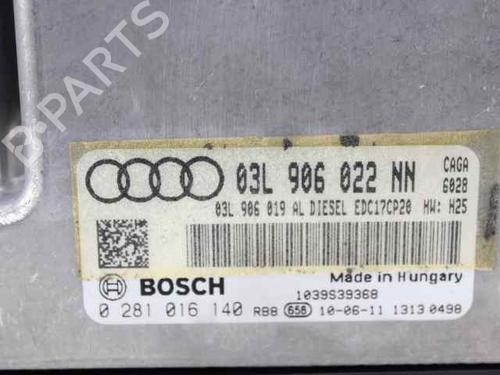 B-PARTS
03L 906 022 NN CAGA
6028
03L 906 019 AL DIESEL EDC17CP20 HW: H25
BOSCH
Made in Hungary
1039S39368
0 281 016 140 RB8 658 10-06-11 1313 0498